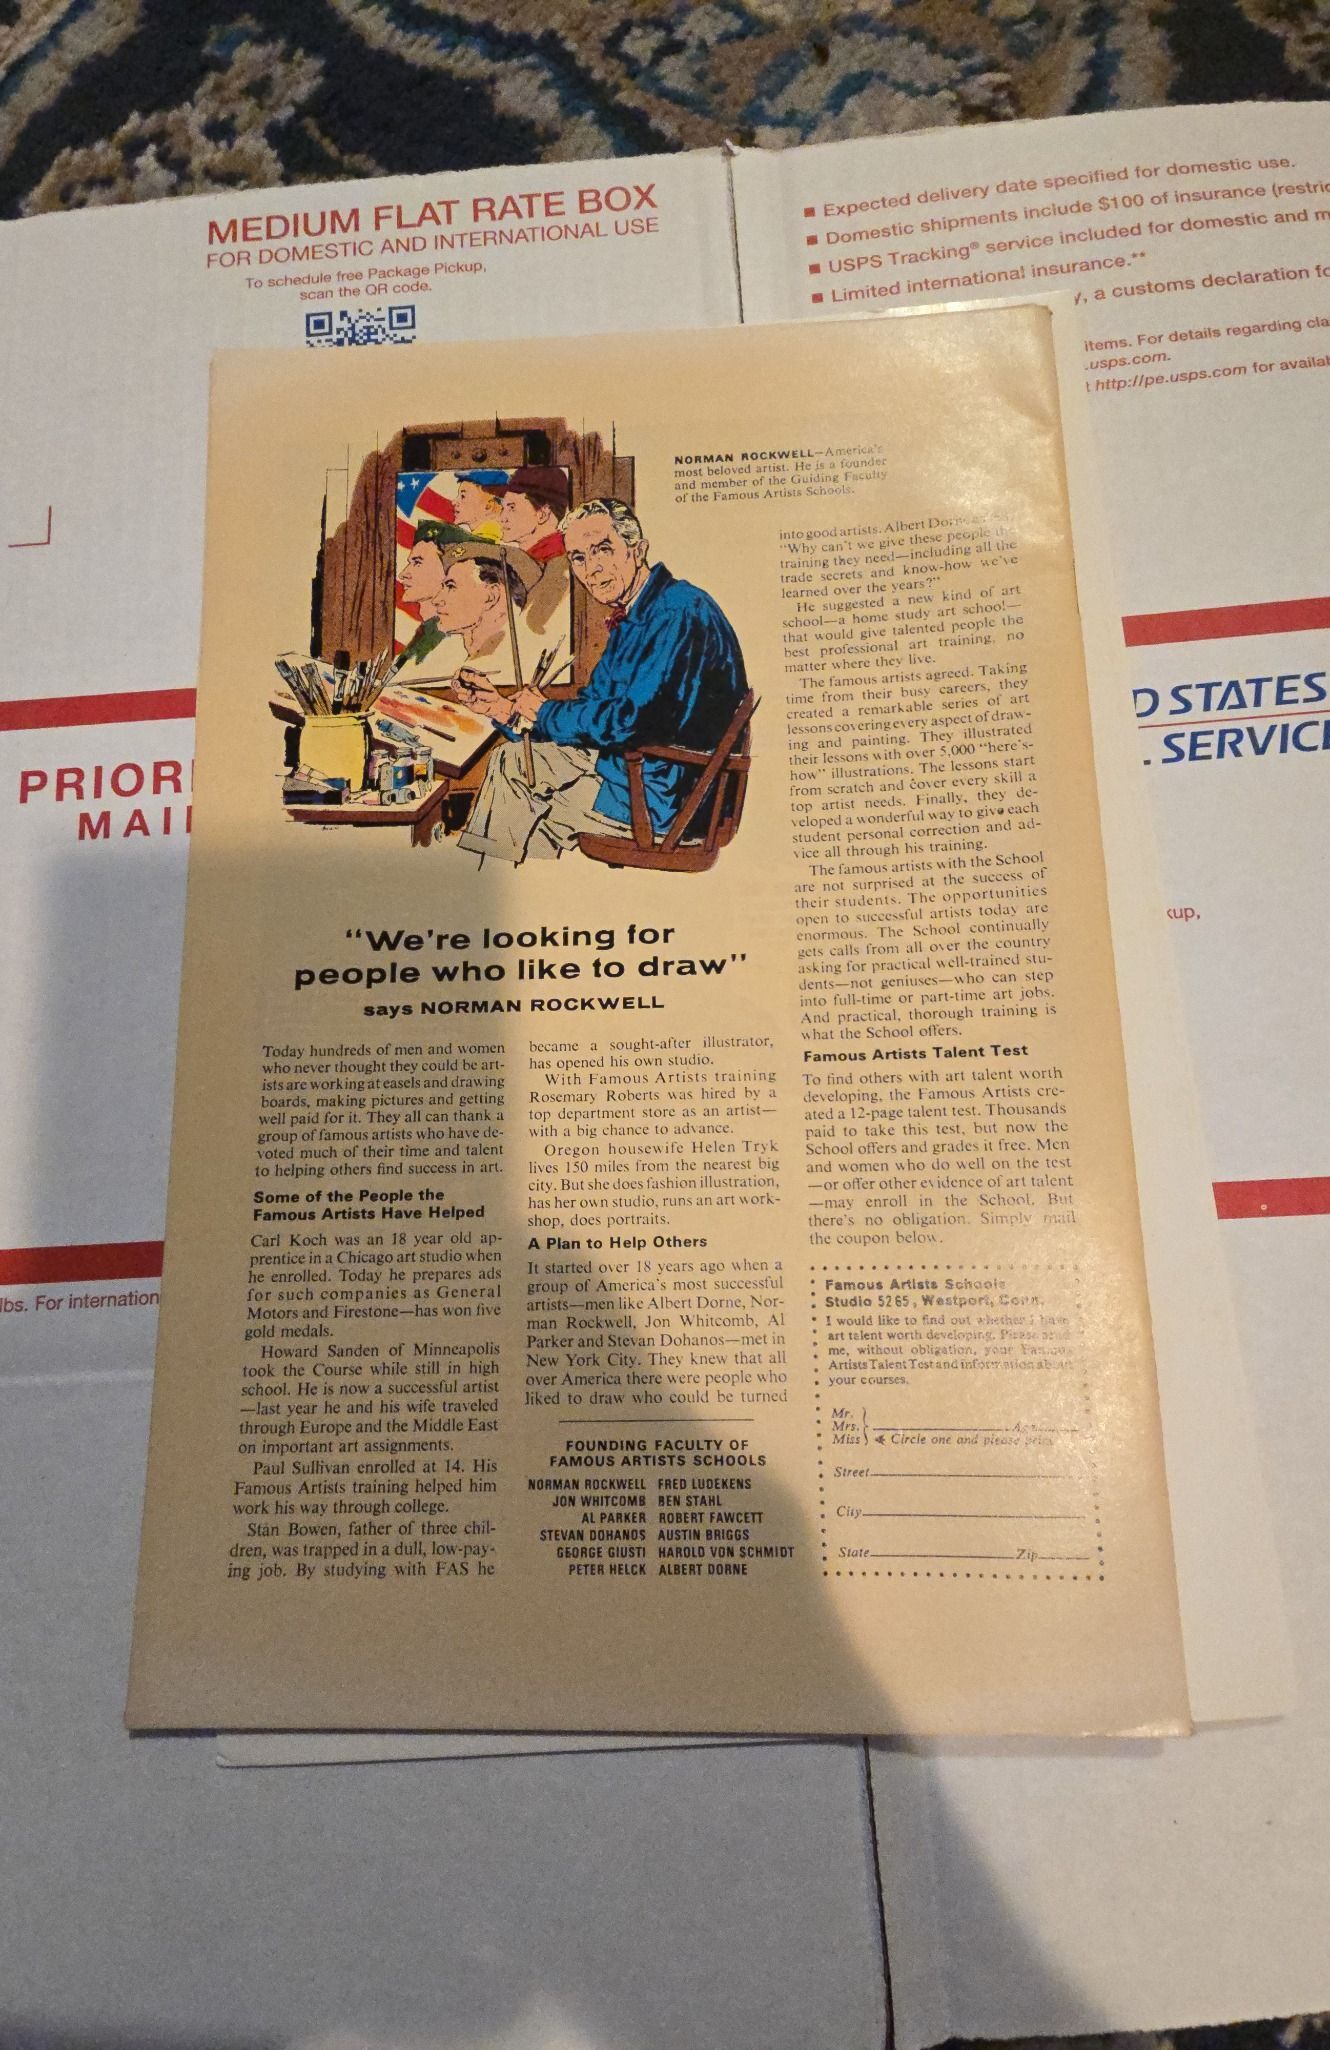 MEDIUM FLAT RATE BOX
FOR DOMESTIC AND INTERNATIONAL USE
To schedule free Package Pickup,
scan the QR code.
Expected delivery date specified for domestic use.
Domestic shipments include $100 of insurance
USPS Tracking® service included for domestic and
Limited international insurance.**
a customs declaration
items. For details regarding
.usps.com.
http://pe.usps.com for
PRIOR
MAI
D STATES
SERVIC
kup,
lbs. For internation
NORMAN ROCKWELL—America's
most beloved artist. He is a founder
and member of the Guiding Faculty
of the Famous Artists Schools.
"We're looking for
people who like to draw"
says NORMAN ROCKWELL
Today hundreds of men and women
who never thought they could be art-
ists are working at easels and drawing
boards, making pictures and getting
well paid for it. They all can thank a
group of famous artists who have de-
voted much of their time and talent
to helping others find success in art.
Some of the People the
Famous Artists Have Helped
Carl Koch was an 18 year old ap-
prentice in a Chicago art studio when
he enrolled. Today he prepares ads
for such companies as General
Motors and Firestone—has won five
gold medals.
Howard Sanden of Minneapolis
took the Course while still in high
school. He is now a successful artist
—last year he and his wife traveled
through Europe and the Middle East
on important art assignments.
Paul Sullivan enrolled at 14. His
Famous Artists training helped him
work his way through college.
Stan Bowen, father of three chil-
dren, was trapped in a dull, low-pay-
ing job. By studying with FAS he
became a sought-after illustrator,
has opened his own studio.
With Famous Artists training
Rosemary Roberts was hired by a
top department store as an artist—
with a big chance to advance.
Oregon housewife Helen Tryk
lives 150 miles from the nearest big
city. But she does fashion illustration,
has her own studio, runs an art work-
shop, does portraits.
A Plan to Help Others
It started over 18 years ago when a
group of America's most successful
artists—men like Albert Dorne, Nor-
man Rockwell, Jon Whitcomb, Al
Parker and Stevan Dohanos—met in
New York City. They knew that all
over America there were people who
liked to draw who could be turned
FOUNDING FACULTY OF
FAMOUS ARTISTS SCHOOLS
NORMAN ROCKWELL FRED LUDEKENS
JON WHITCOMB BEN STAHL
AL PARKER ROBERT FAWCETT
STEVAN DOHANOS AUSTIN BRIGGS
GEORGE GIUSTI HAROLD VON SCHMIDT
PETER HELCK ALBERT DORNE
into good artists. Albert Dorne
"Why can't we give these people the
training they need—including all the
trade secrets and know-how we've
learned over the years?"
He suggested a new kind of art
school—a home study art school—
that would give talented people the
best professional art training, no
matter where they live.
The famous artists agreed. Taking
time from their busy careers, they
created a remarkable series of art
lessons covering every aspect of draw-
ing and painting. They illustrated
their lessons with over 5,000 "here's-
how" illustrations. The lessons start
from scratch and cover every skill a
top artist needs. Finally, they de-
veloped a wonderful way to give each
student personal correction and ad-
vice all through his training.
The famous artists with the School
are not surprised at the success of
their students. The opportunities
open to successful artists today are
enormous. The School continually
gets calls from all over the country
asking for practical well-trained stu-
dents—not geniuses—who can step
into full-time or part-time art jobs.
And practical, thorough training is
what the School offers.
Famous Artists Talent Test
To find others with art talent worth
developing, the Famous Artists cre-
ated a 12-page talent test. Thousands
paid to take this test, but now the
School offers and grades it free. Men
and women who do well on the test
—or offer other evidence of art talent
—may enroll in the School. But
there's no obligation. Simply mail
the coupon below.
Famous Artists Schools
Studio 5265, Westport, Conn.
I would like to find out whether I have
art talent worth developing. Please send
me, without obligation, your Famous
Artists Talent Test and information about
your courses.
Mr.
Mrs. Age
Miss Circle one and please print
Street
City
State Zip